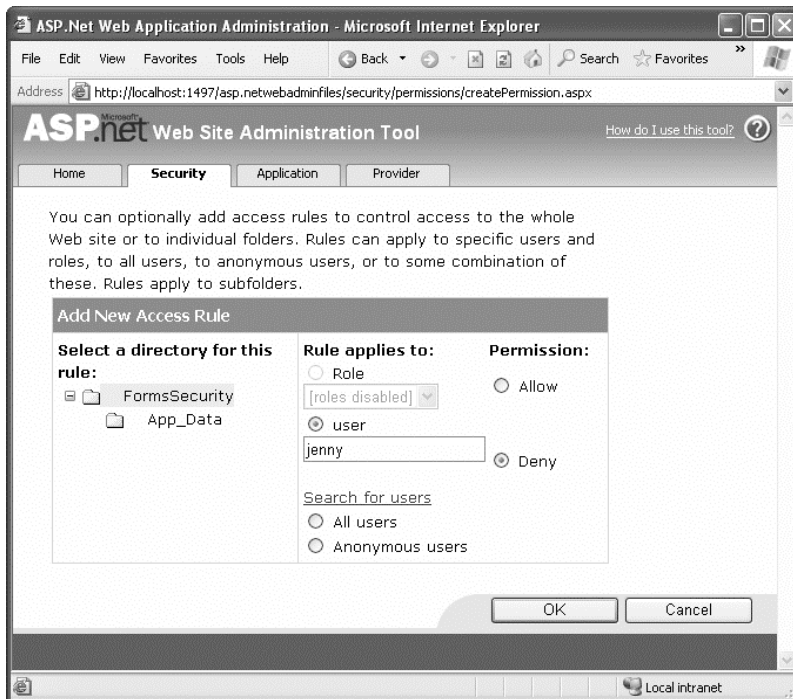 ASP.Net Web Application Administration - Microsoft Internet Explorer
File Edit View Favorites Tools Help Back Search Favorites »
Address http://localhost:1497/asp.netwebadminfiles/security/permissions/createPermission.aspx
Microsoft
ASP.net Web Site Administration Tool How do I use this tool? ?
Home Security Application Provider
You can optionally add access rules to control access to the whole
Web site or to individual folders. Rules can apply to specific users and
roles, to all users, to anonymous users, or to some combination of
these. Rules apply to subfolders.
Add New Access Rule
Select a directory for this
rule:
FormsSecurity
App_Data
Rule applies to:
Role
[roles disabled]
user
jenny
Search for users
All users
Anonymous users
Permission:
Allow
Deny
OK Cancel
Local intranet